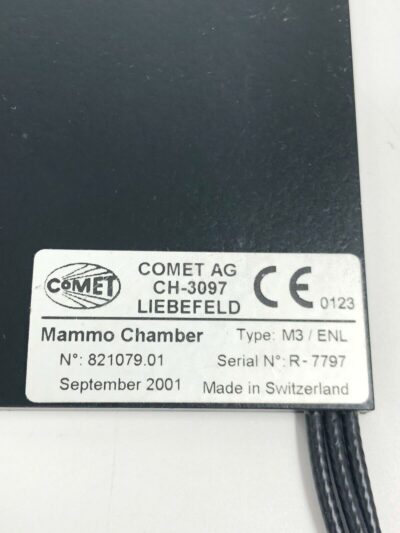 COMET
COMET AG
CH-3097
LIEBEFELD
CE 0123
Mammo Chamber Type: M3 / ENL
N°: 821079.01 Serial N°: R - 7797
September 2001 Made in Switzerland